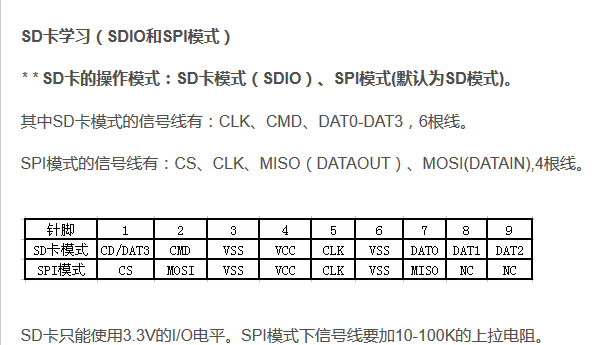 SD卡学习（SDIO和SPI模式）
* * SD卡的操作模式：SD卡模式（SDIO）、SPI模式(默认为SD模式)。
其中SD卡模式的信号线有：CLK、CMD、DAT0-DAT3，6根线。
SPI模式的信号线有：CS、CLK、MISO（DATAOUT）、MOSI(DATAIN),4根线。
针脚 1 2 3 4 5 6 7 8 9
SD卡模式 CD/DAT3 CMD VSS VCC CLK VSS DAT0 DAT1 DAT2
SPI模式 CS MOSI VSS VCC CLK VSS MISO NC NC
SD卡只能使用3.3V的I/O电平。SPI模式下信号线要加10-100K的上拉电阻。